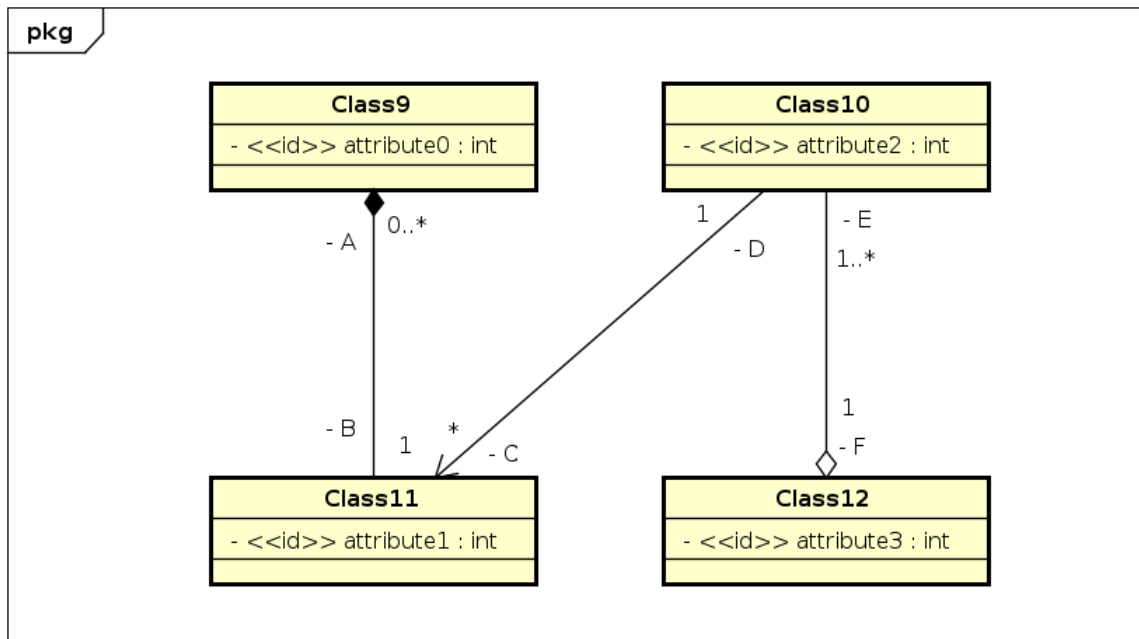 pkg
Class9
- <<id>> attribute0 : int
Class10
- <<id>> attribute2 : int
0..*
- A
1
- D
- E
1..*
- B
1
*
- C
1
- F
Class11
- <<id>> attribute1 : int
Class12
- <<id>> attribute3 : int